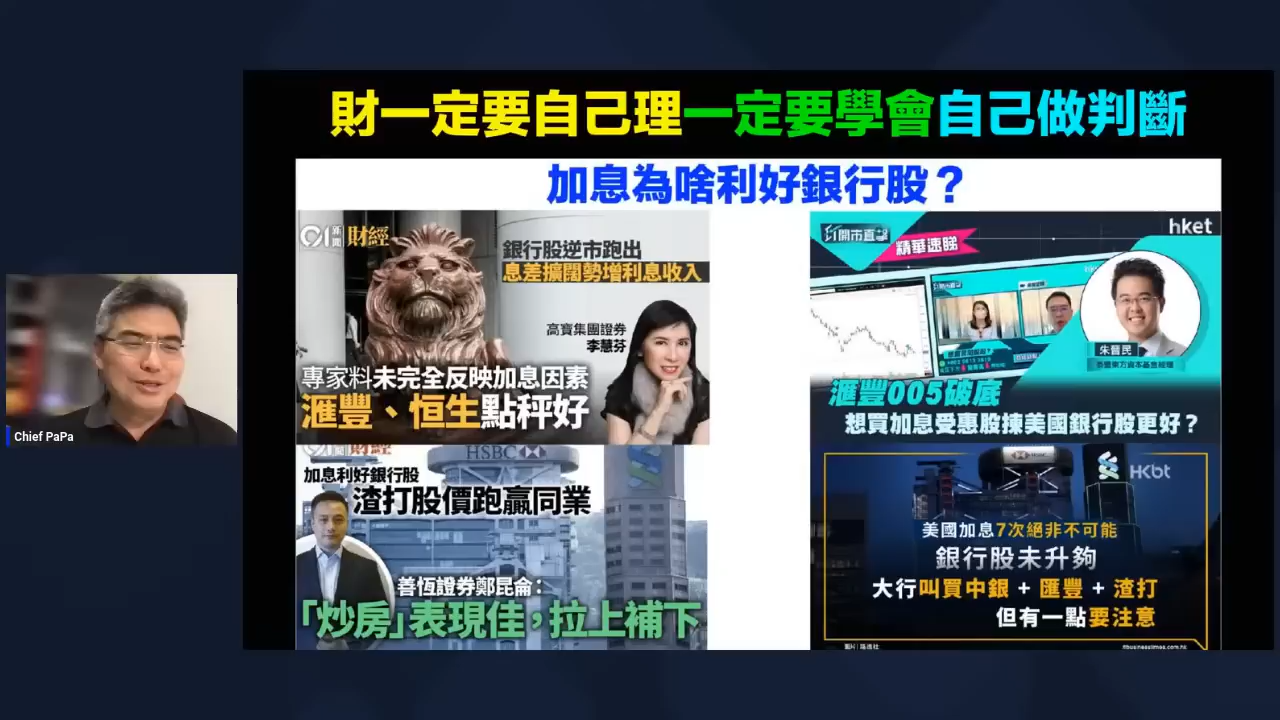 財一定要自己理一定要學會自己做判斷
加息為啥利好銀行股？
01新聞 財經
銀行股逆市跑出
息差擴闊勢增利息收入
高寶集團證券
李慧芬
專家料未完全反映加息因素
滙豐、恒生點秤好
hket
開市直擊
精華速睇
朱晉民
滙豐005破底
想買加息受惠股揀美國銀行股更好？
財經
HSBC
加息利好銀行股
渣打股價跑贏同業
善恆證券鄭昆侖：
「炒房」表現佳，拉上補下
HSBC
HKbt
美國加息7次絕非不可能
銀行股未升夠
大行叫買中銀 + 匯豐 + 渣打
但有一點要注意
Chief PaPa